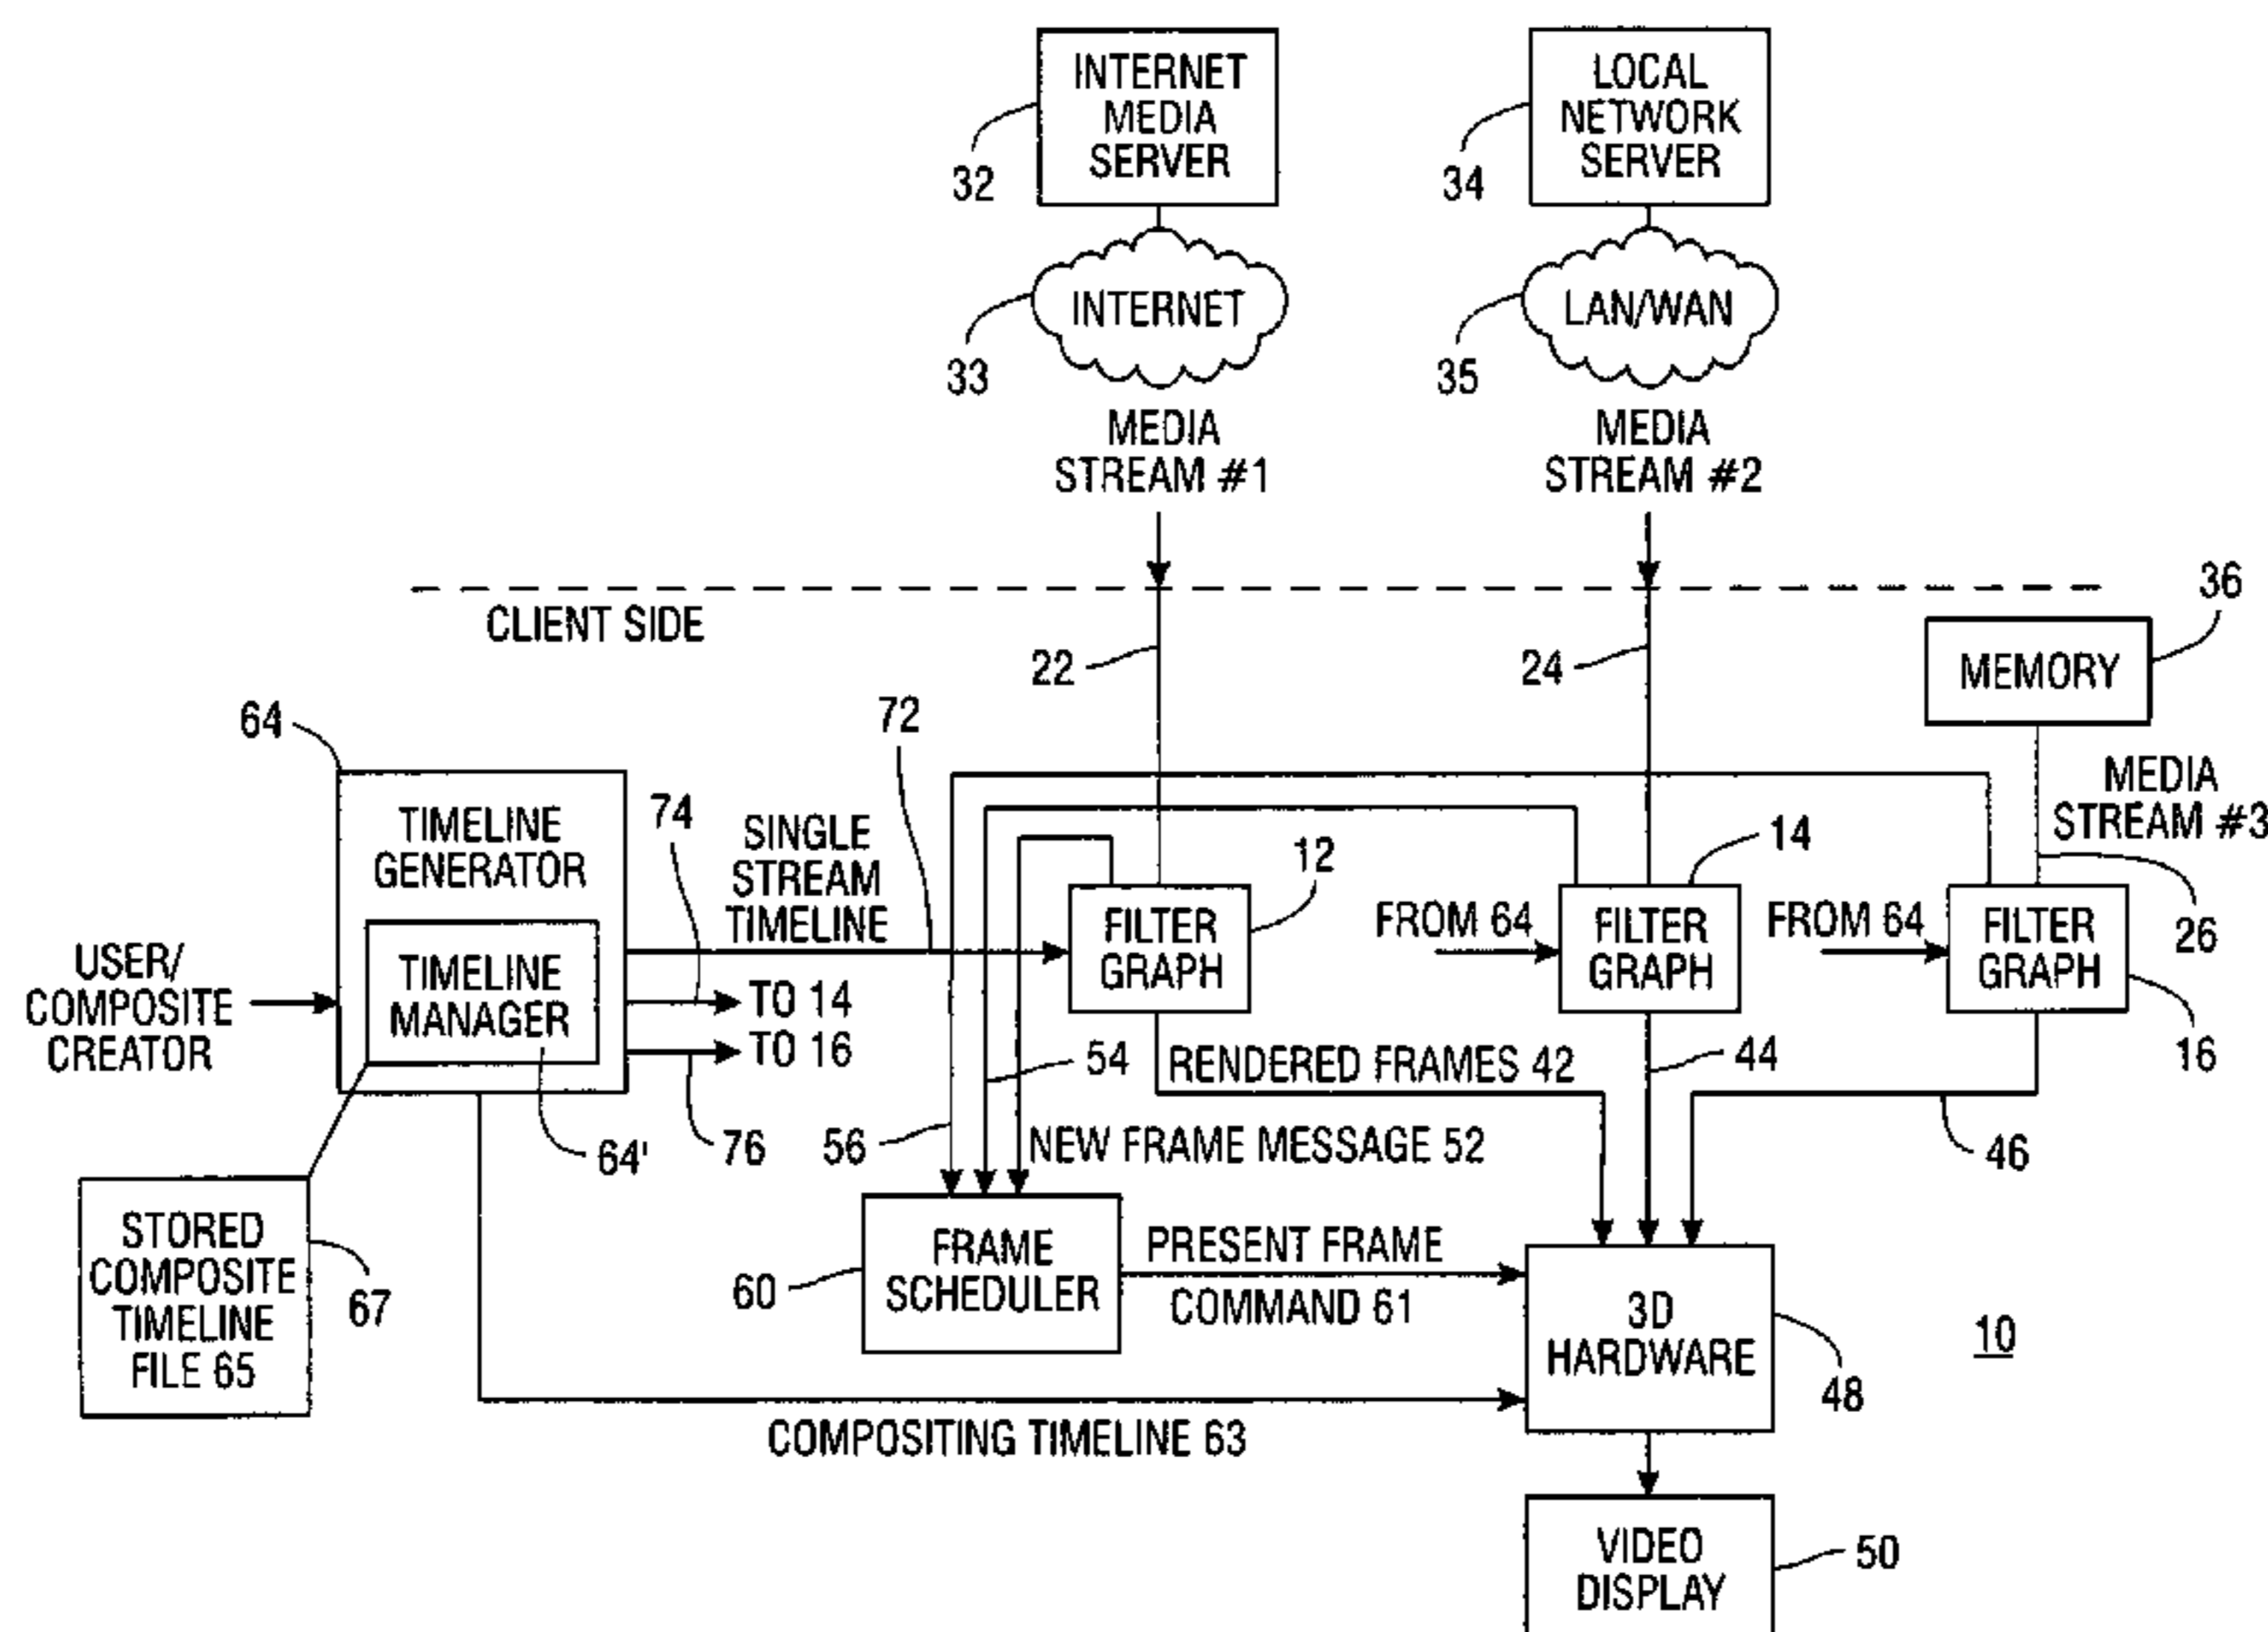 INTERNET
MEDIA
SERVER
32
LOCAL
NETWORK
SERVER
34
INTERNET
33
LAN/WAN
35
MEDIA
STREAM #1
MEDIA
STREAM #2
CLIENT SIDE
22
24
36
MEMORY
MEDIA
STREAM #3
26
64
TIMELINE
GENERATOR
TIMELINE
MANAGER
64'
USER/
COMPOSITE
CREATOR
72
74
SINGLE
STREAM
TIMELINE
TO 14
TO 16
76
12
FILTER
GRAPH
FROM 64
14
FILTER
GRAPH
FROM 64
FILTER
GRAPH
16
RENDERED FRAMES 42
44
46
54
56
NEW FRAME MESSAGE 52
STORED
COMPOSITE
TIMELINE
FILE 65
67
FRAME
SCHEDULER
60
PRESENT FRAME
COMMAND 61
3D
HARDWARE
48
10
COMPOSITING TIMELINE 63
VIDEO
DISPLAY
50